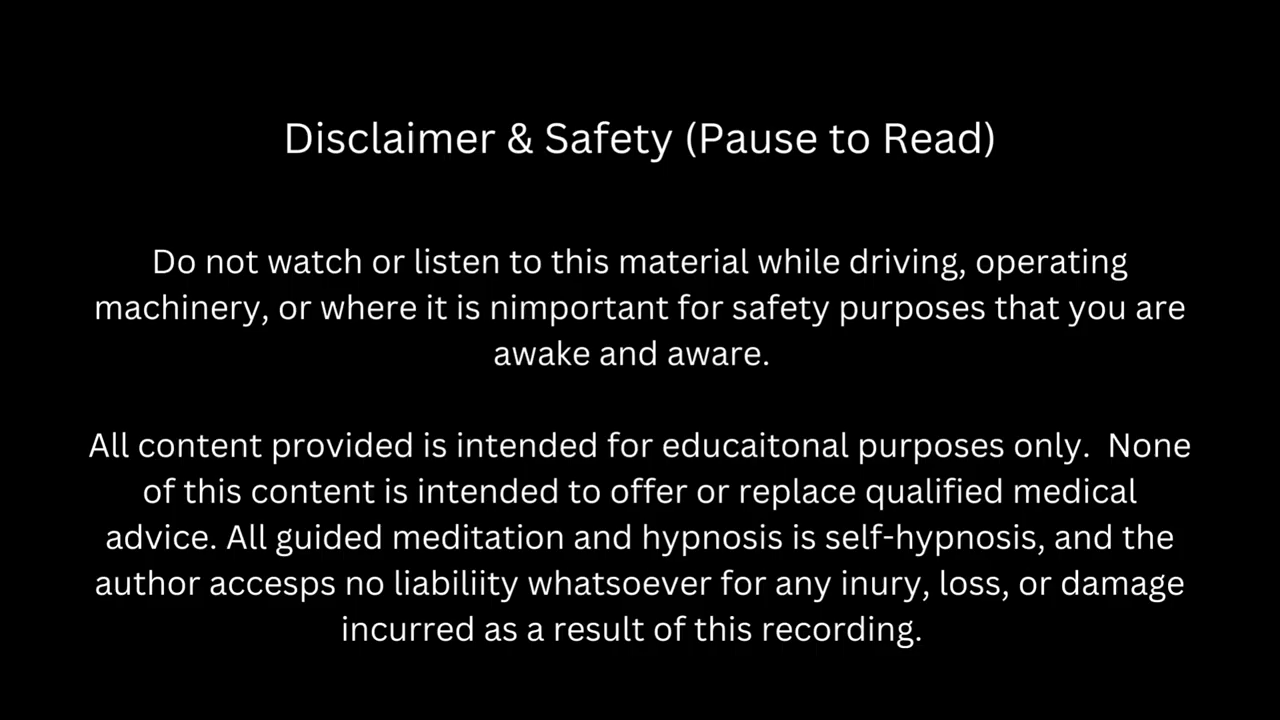 Disclaimer & Safety (Pause to Read)
Do not watch or listen to this material while driving, operating
machinery, or where it is nimportant for safety purposes that you are
awake and aware.
All content provided is intended for educaitonal purposes only.  None
of this content is intended to offer or replace qualified medical
advice. All guided meditation and hypnosis is self-hypnosis, and the
author accesps no liabiliity whatsoever for any inury, loss, or damage
incurred as a result of this recording.